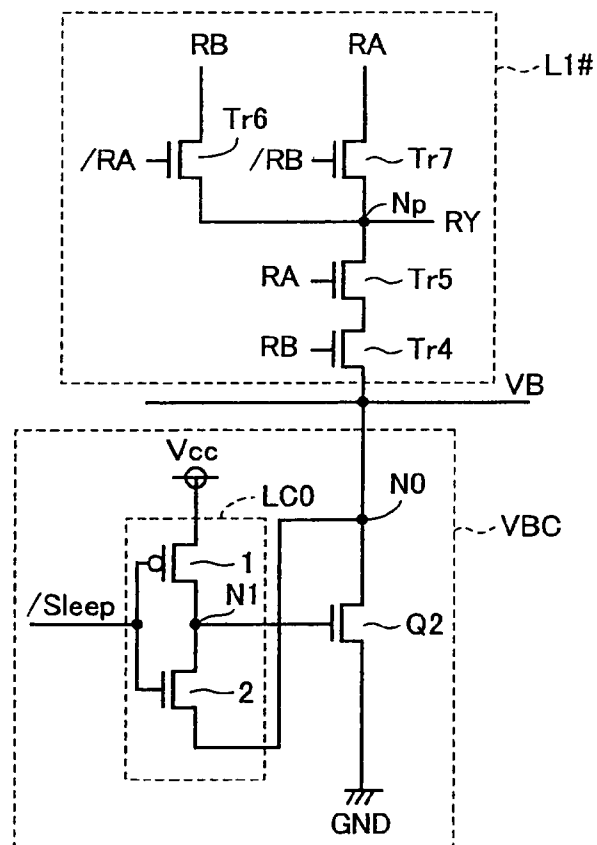 RB RA
L1#
Tr6
/RA /RB Tr7
Np
RY
RA Tr5
RB Tr4
VB
Vcc
LC0 N0
VBC
1
/Sleep N1
Q2
2
GND